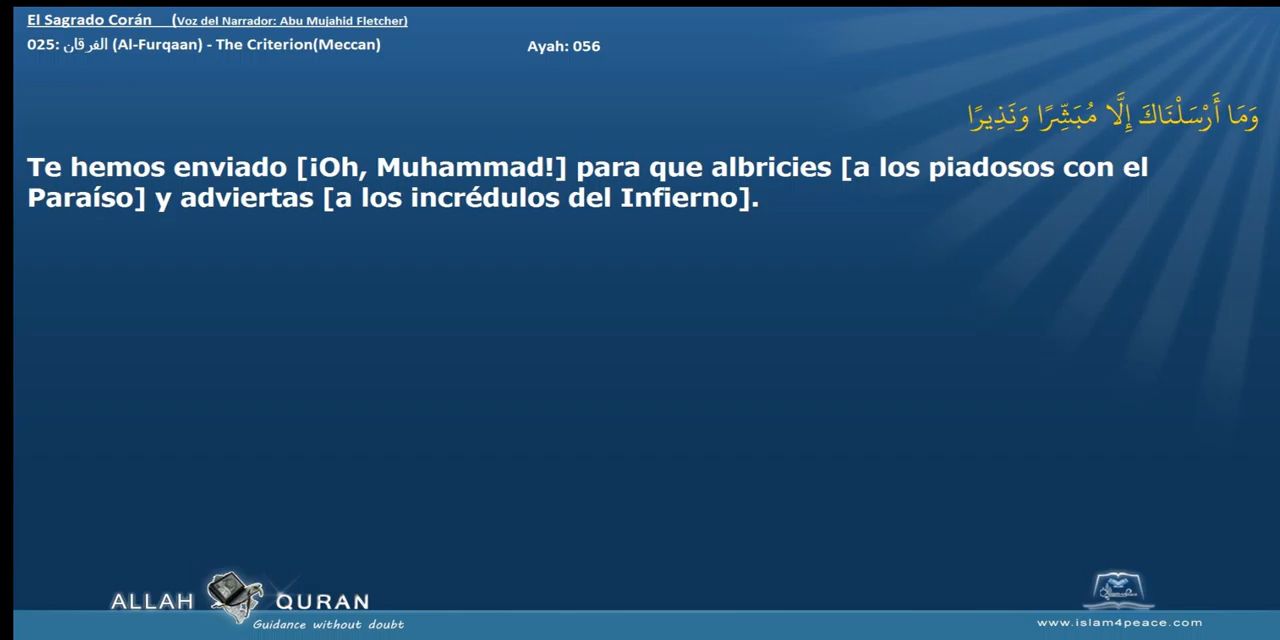 El Sagrado Corán (Voz del Narrador: Abu Mujahid Fletcher)
025: الفرقان (Al-Furqaan) - The Criterion(Meccan) Ayah: 056
وَمَا أَرْسَلْنَاكَ إِلَّا مُبَشِّرًا وَنَذِيرًا
Te hemos enviado [¡Oh, Muhammad!] para que albricies [a los piadosos con el
Paraíso] y adviertas [a los incrédulos del Infierno].
ALLAH QURAN
Guidance without doubt
www.islam4peace.com